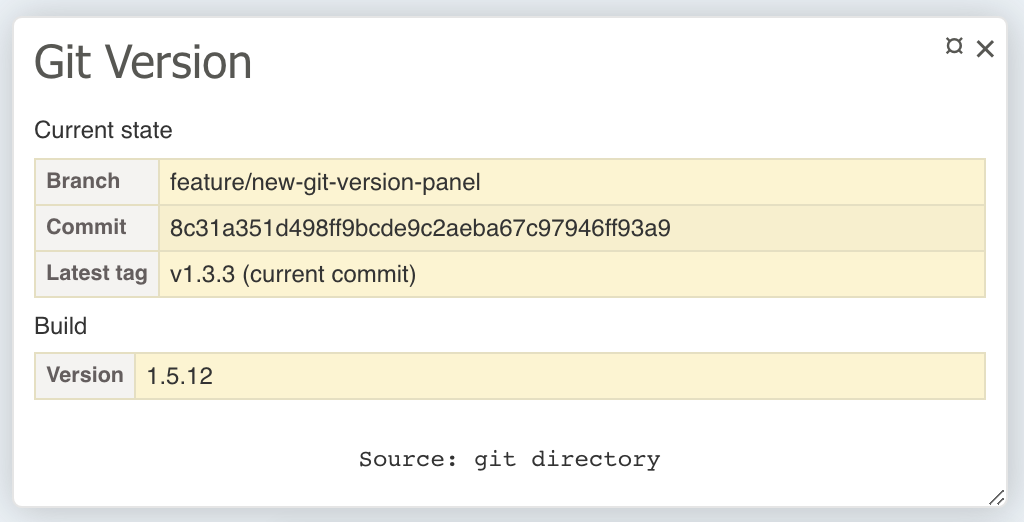 Git Version
¤ ×
Current state
Branch feature/new-git-version-panel
Commit 8c31a351d498ff9bcde9c2aeba67c97946ff93a9
Latest tag v1.3.3 (current commit)
Build
Version 1.5.12
Source: git directory